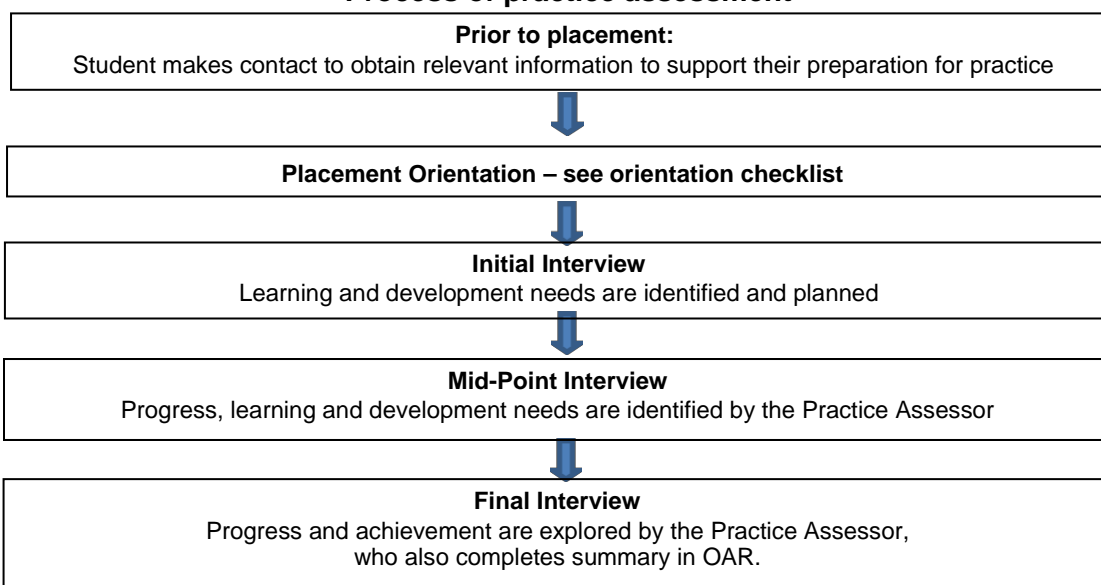 Process of practice assessment
Prior to placement:
Student makes contact to obtain relevant information to support their preparation for practice
Placement Orientation – see orientation checklist
Initial Interview
Learning and development needs are identified and planned
Mid-Point Interview
Progress, learning and development needs are identified by the Practice Assessor
Final Interview
Progress and achievement are explored by the Practice Assessor,
who also completes summary in OAR.